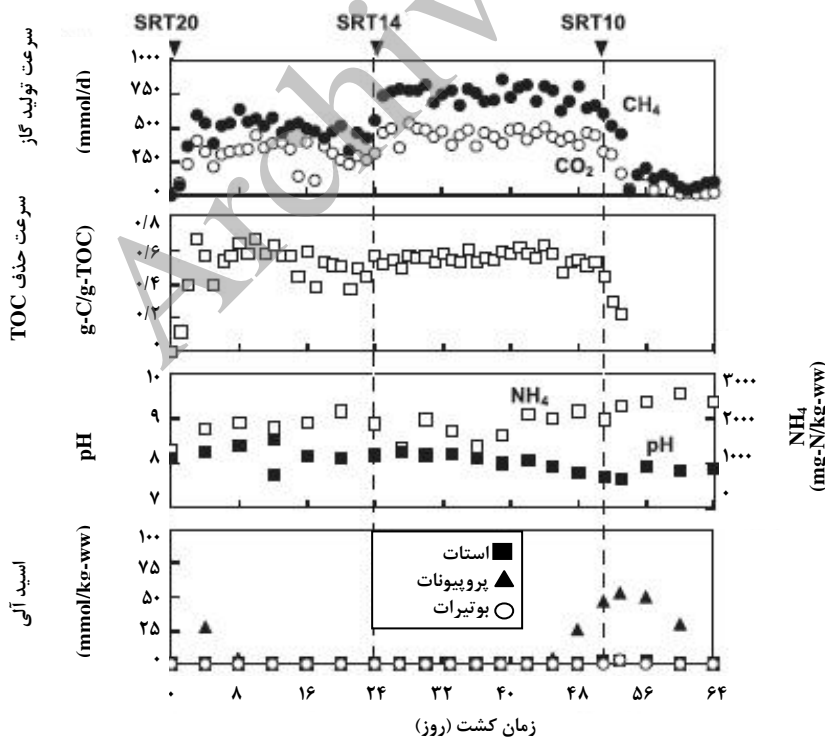 SRT20 SRT14 SRT10
سرعت تولید گاز
(mmol/d)
۱۰۰۰
۷۵۰
۵۰۰
۲۵۰
۰
CH₄
CO₂
سرعت حذف TOC
g-C/g-TOC)
۰/۸
۰/۶
۰/۴
۰/۲
۰
pH
۱۰
۹
۸
۷
NH₄
pH
۳۰۰۰
۲۰۰۰
۱۰۰۰
۰
NH₄
(mg-N/kg-ww)
اسید آلی
(mmol/kg-ww)
۱۰۰
۷۵
۵۰
۲۵
۰
استات
پروپیونات
بوتیرات
۰ ۸ ۱۶ ۲۴ ۳۲ ۴۰ ۴۸ ۵۶ ۶۴
زمان کشت (روز)
Archiv